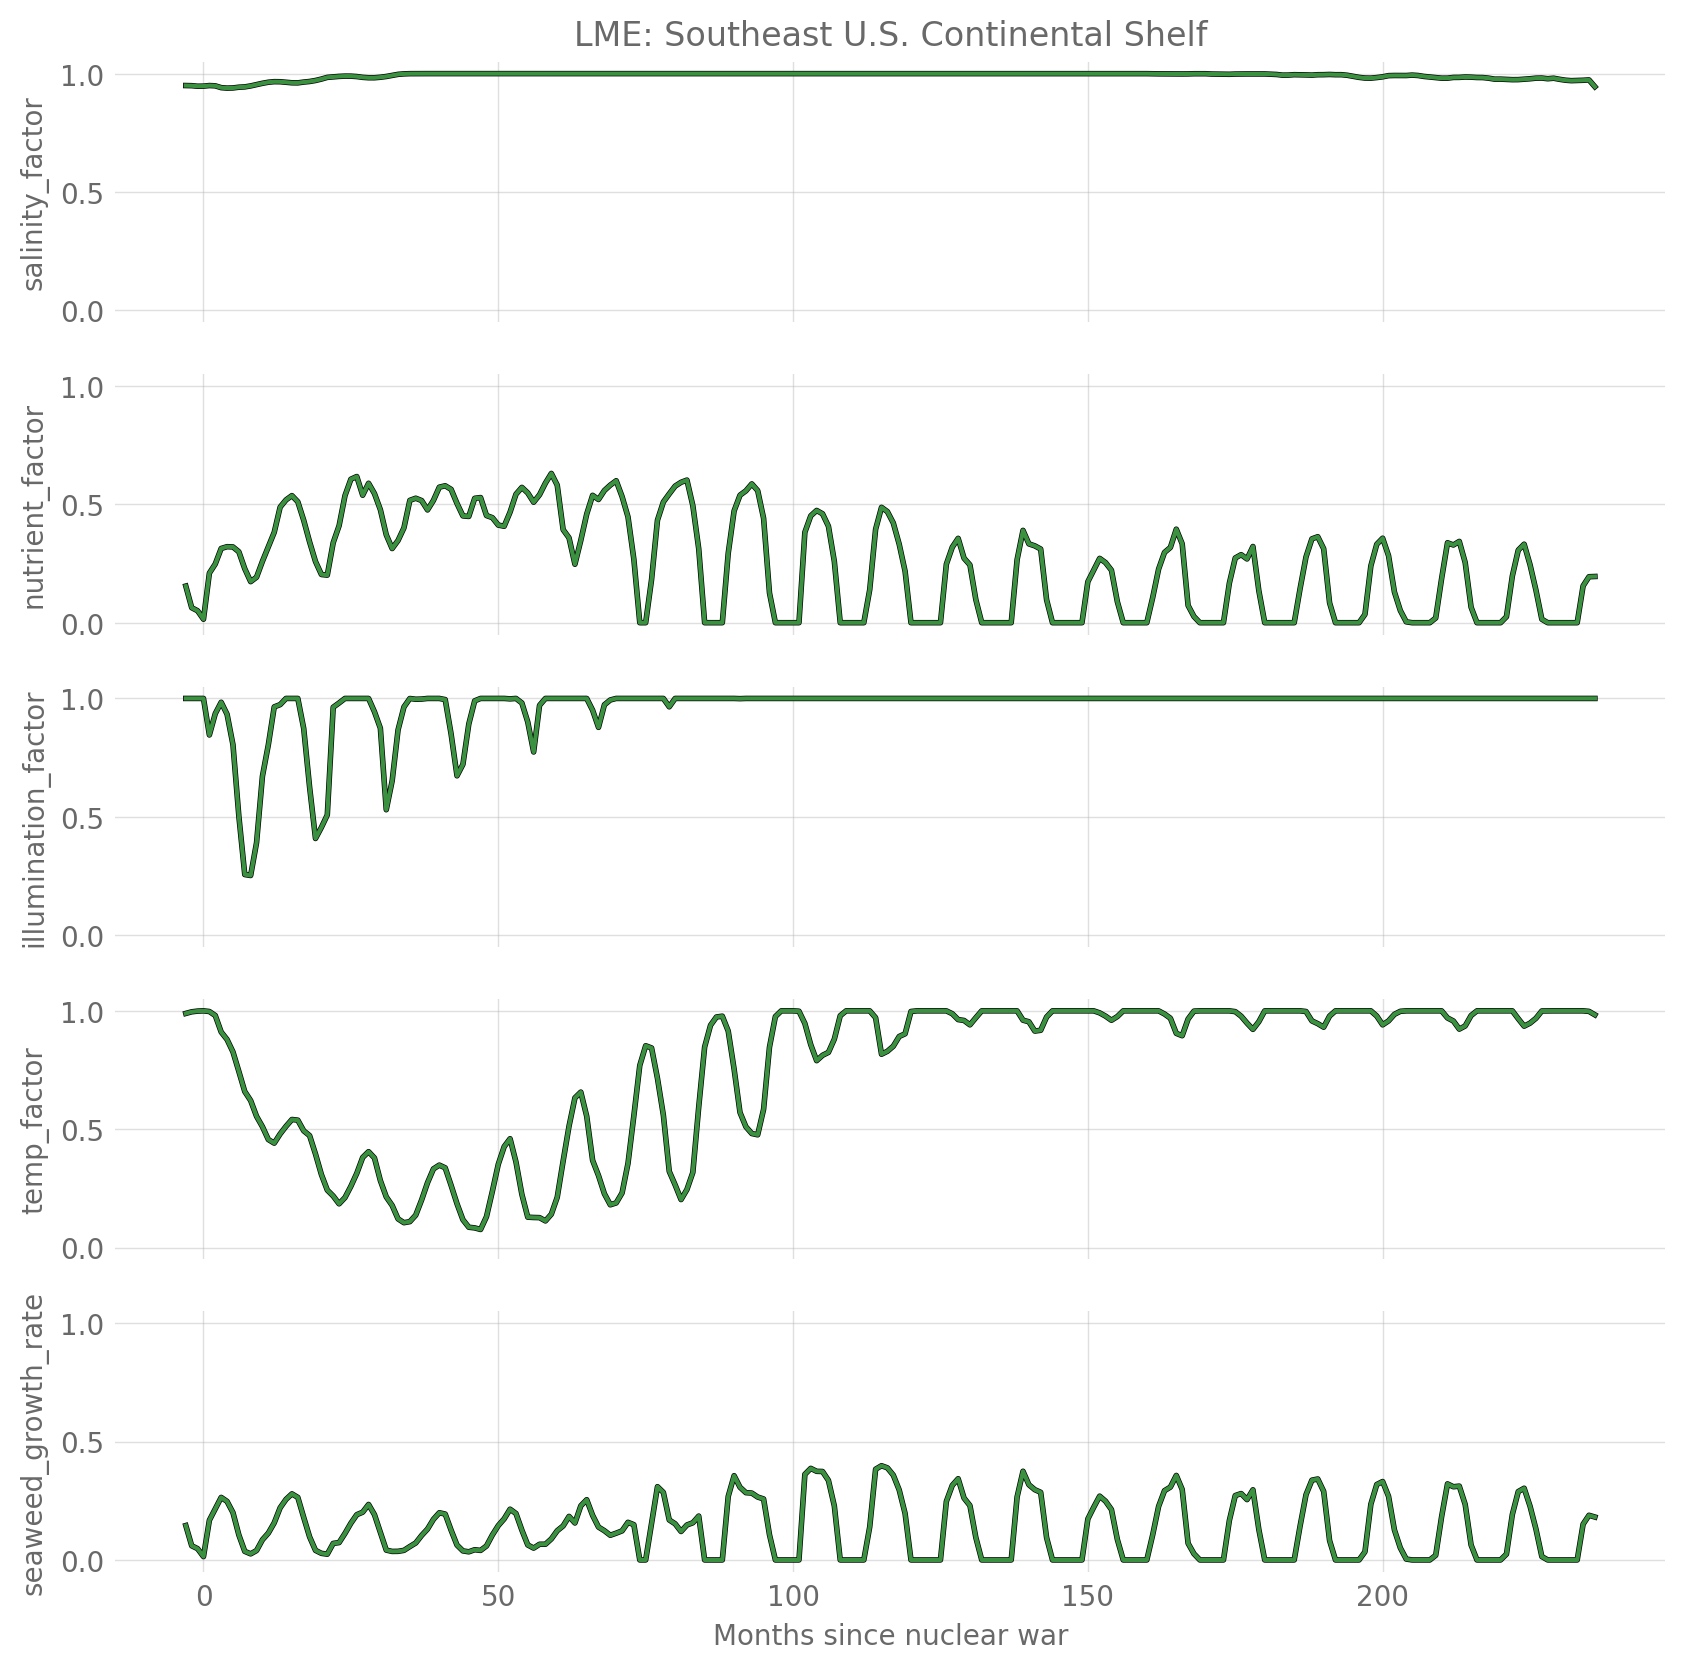 LME: Southeast U.S. Continental Shelf
salinity_factor
1.0
0.5
0.0
nutrient_factor
1.0
0.5
0.0
illumination_factor
1.0
0.5
0.0
temp_factor
1.0
0.5
0.0
seaweed_growth_rate
1.0
0.5
0.0
0 50 100 150 200
Months since nuclear war